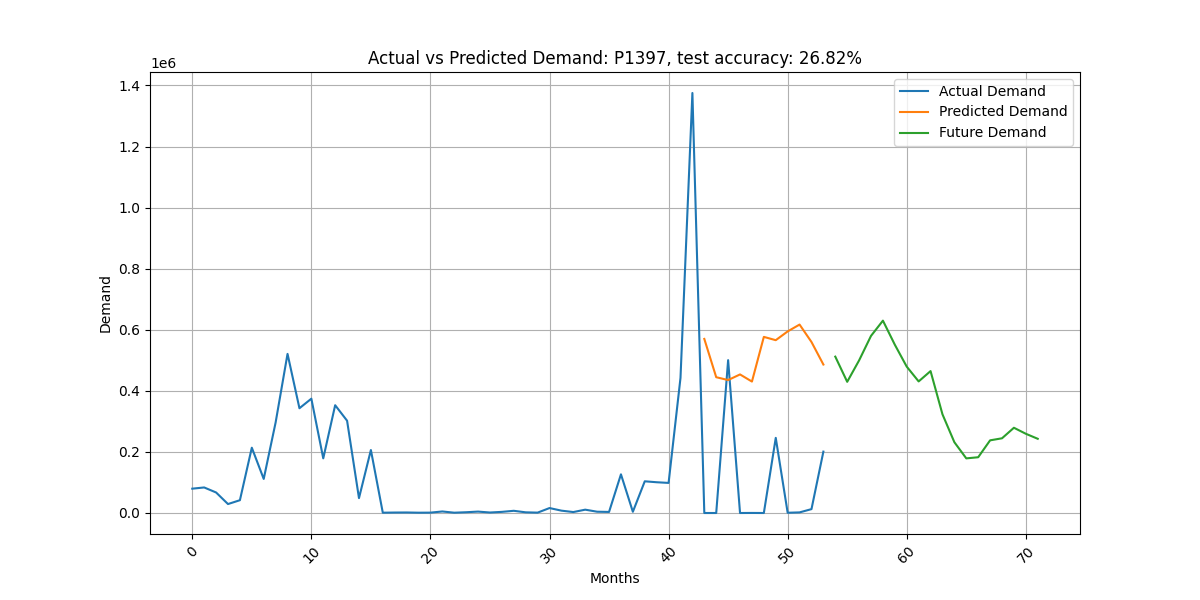 Actual vs Predicted Demand: P1397, test accuracy: 26.82%
1e6
1.4
1.2
1.0
0.8
0.6
0.4
0.2
0.0
Demand
Actual Demand
Predicted Demand
Future Demand
0 10 20 30 40 50 60 70
Months